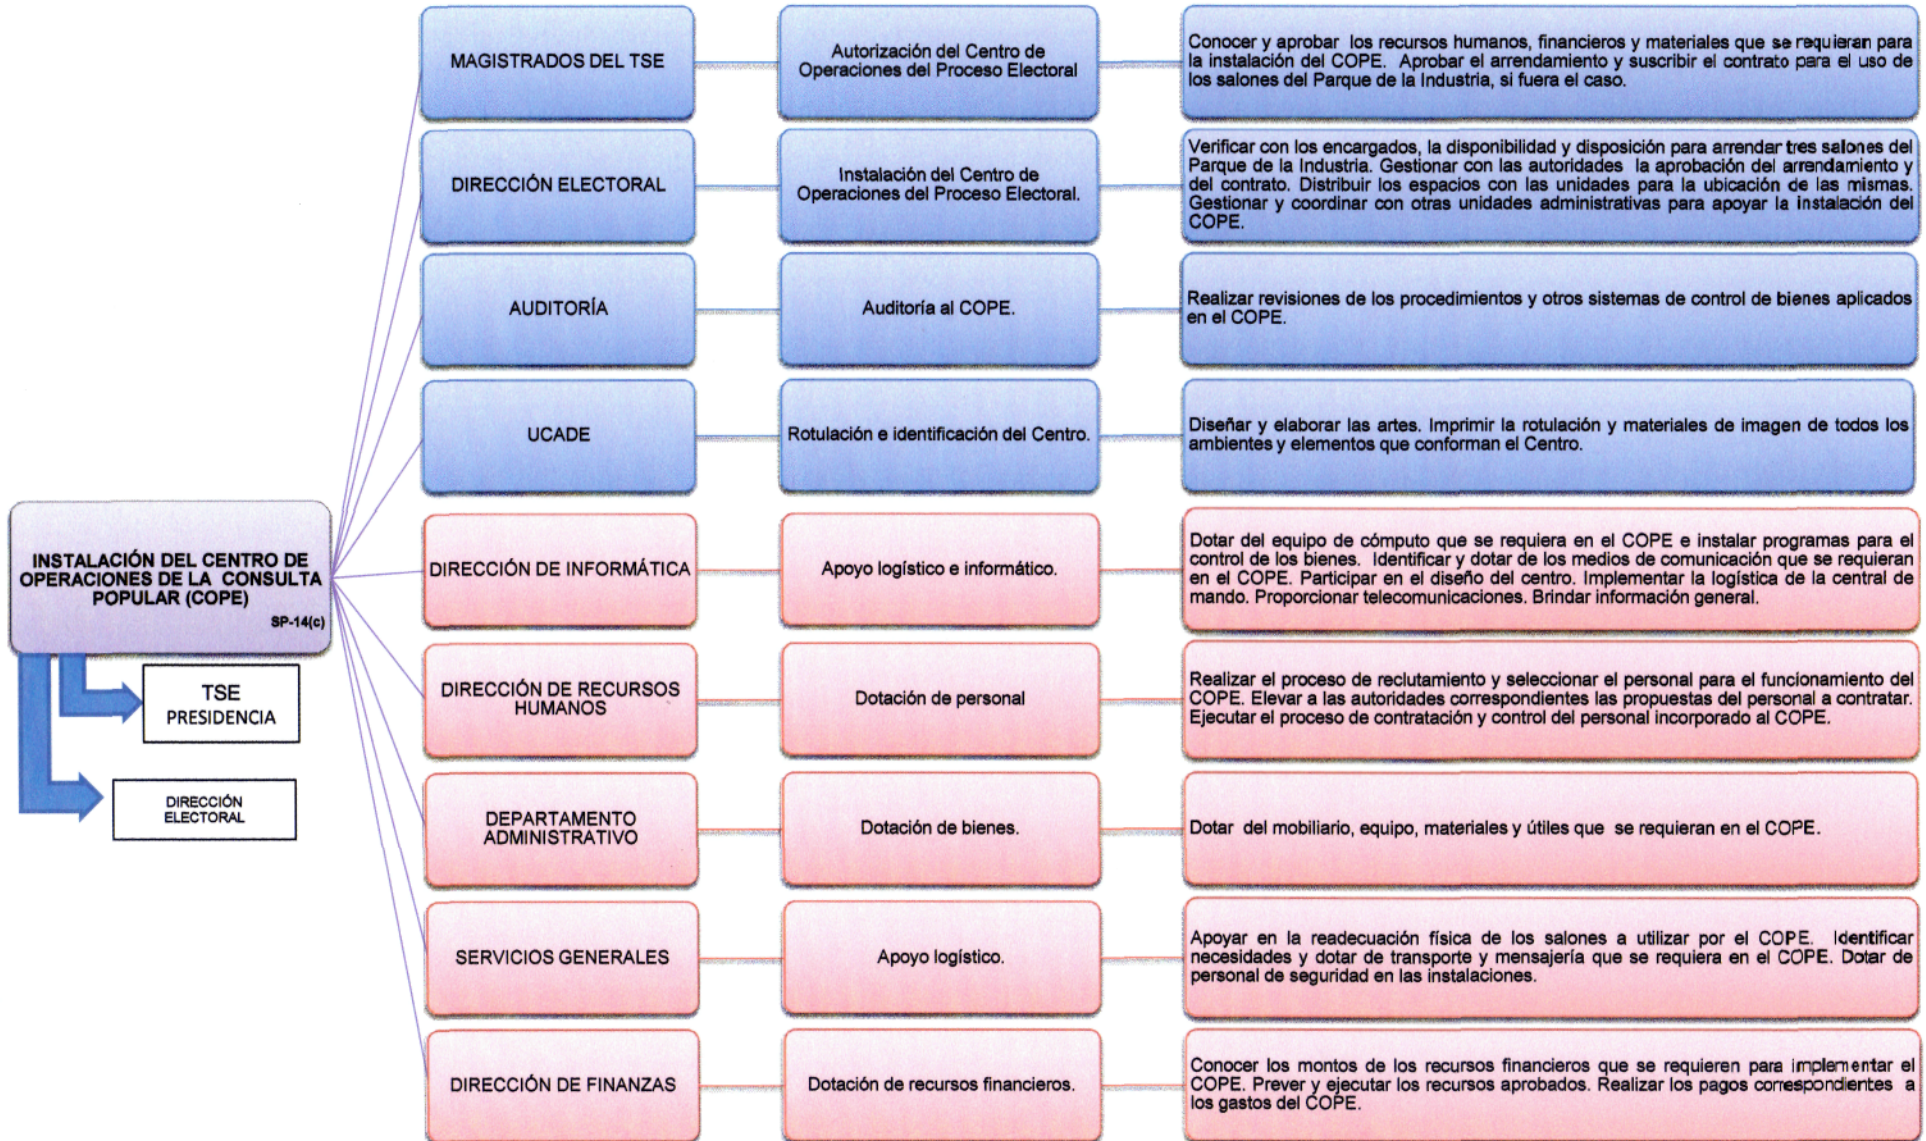 MAGISTRADOS DEL TSE
Autorización del Centro de
Operaciones del Proceso Electoral
Conocer y aprobar los recursos humanos, financieros y materiales que se requieran para
la instalación del COPE. Aprobar el arrendamiento y suscribir el contrato para el uso de
los salones del Parque de la Industria, si fuera el caso.
DIRECCIÓN ELECTORAL
Instalación del Centro de
Operaciones del Proceso Electoral.
Verificar con los encargados, la disponibilidad y disposición para arrendar tres salones del
Parque de la Industria. Gestionar con las autoridades la aprobación del arrendamiento y
del contrato. Distribuir los espacios con las unidades para la ubicación de las mismas.
Gestionar y coordinar con otras unidades administrativas para apoyar la instalación del
COPE.
AUDITORÍA
Auditoría al COPE.
Realizar revisiones de los procedimientos y otros sistemas de control de bienes aplicados
en el COPE.
UCADE
Rotulación e identificación del Centro.
Diseñar y elaborar las artes. Imprimir la rotulación y materiales de imagen de todos los
ambientes y elementos que conforman el Centro.
INSTALACIÓN DEL CENTRO DE
OPERACIONES DE LA CONSULTA
POPULAR (COPE)
SP-14(c)
TSE
PRESIDENCIA
DIRECCIÓN
ELECTORAL
DIRECCIÓN DE INFORMÁTICA
Apoyo logístico e informático.
Dotar del equipo de cómputo que se requiera en el COPE e instalar programas para el
control de los bienes. Identificar y dotar de los medios de comunicación que se requieran
en el COPE. Participar en el diseño del centro. Implementar la logística de la central de
mando. Proporcionar telecomunicaciones. Brindar información general.
DIRECCIÓN DE RECURSOS
HUMANOS
Dotación de personal
Realizar el proceso de reclutamiento y seleccionar el personal para el funcionamiento del
COPE. Elevar a las autoridades correspondientes las propuestas del personal a contratar.
Ejecutar el proceso de contratación y control del personal incorporado al COPE.
DEPARTAMENTO
ADMINISTRATIVO
Dotación de bienes.
Dotar del mobiliario, equipo, materiales y útiles que se requieran en el COPE.
SERVICIOS GENERALES
Apoyo logístico.
Apoyar en la readecuación física de los salones a utilizar por el COPE. Identificar
necesidades y dotar de transporte y mensajería que se requiera en el COPE. Dotar de
personal de seguridad en las instalaciones.
DIRECCIÓN DE FINANZAS
Dotación de recursos financieros.
Conocer los montos de los recursos financieros que se requieren para implementar el
COPE. Prever y ejecutar los recursos aprobados. Realizar los pagos correspondientes a
los gastos del COPE.